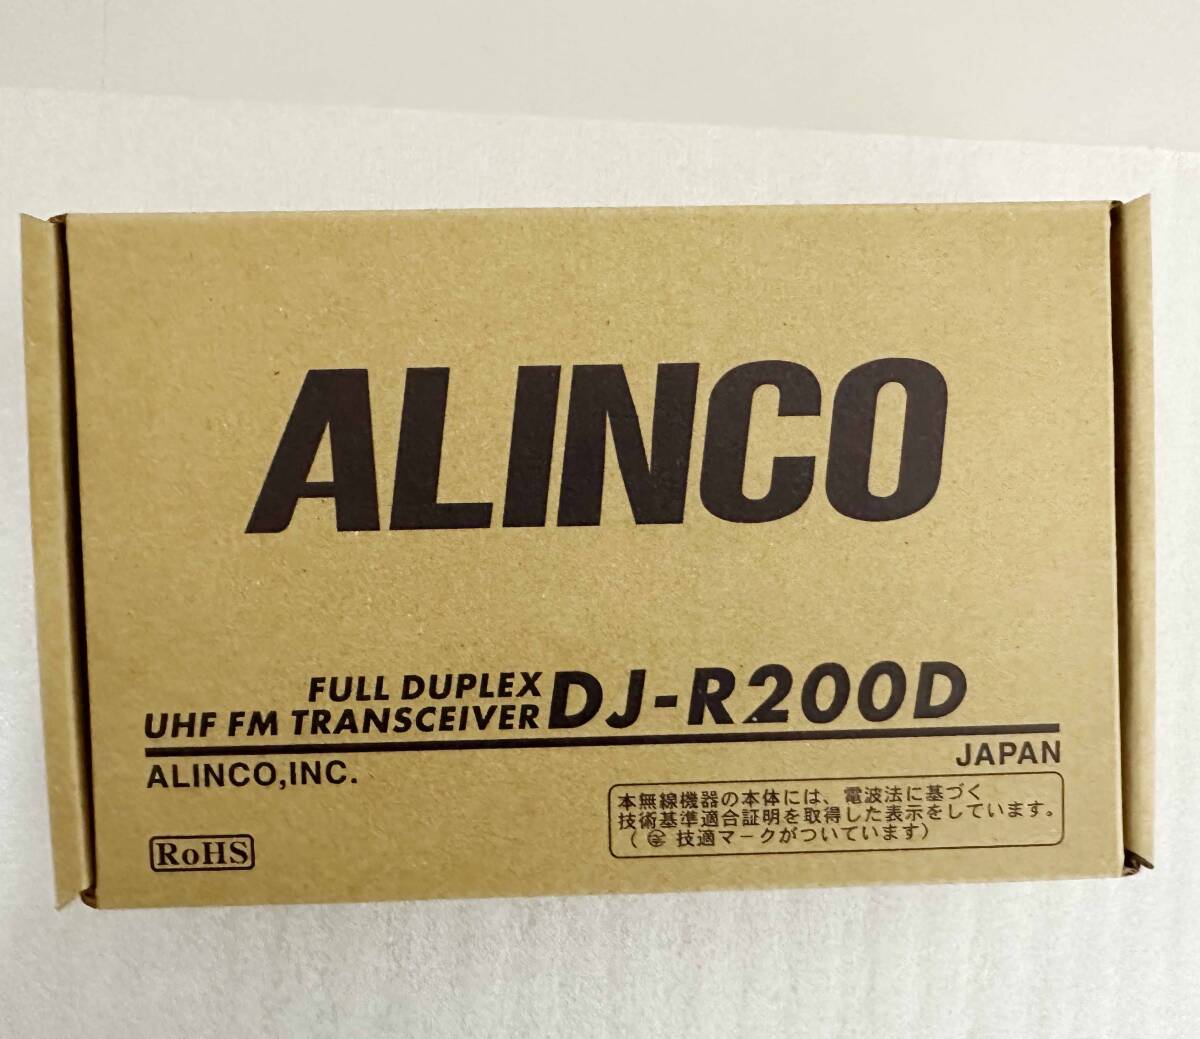 ALINCO
FULL DUPLEX
UHF FM TRANSCEIVER DJ-R200D
JAPAN
ALINCO,INC.
本無線機器の本体には、電波法に基づく
技術基準適合証明を取得した表示をしています。
( 技適マークがついています)
RoHS